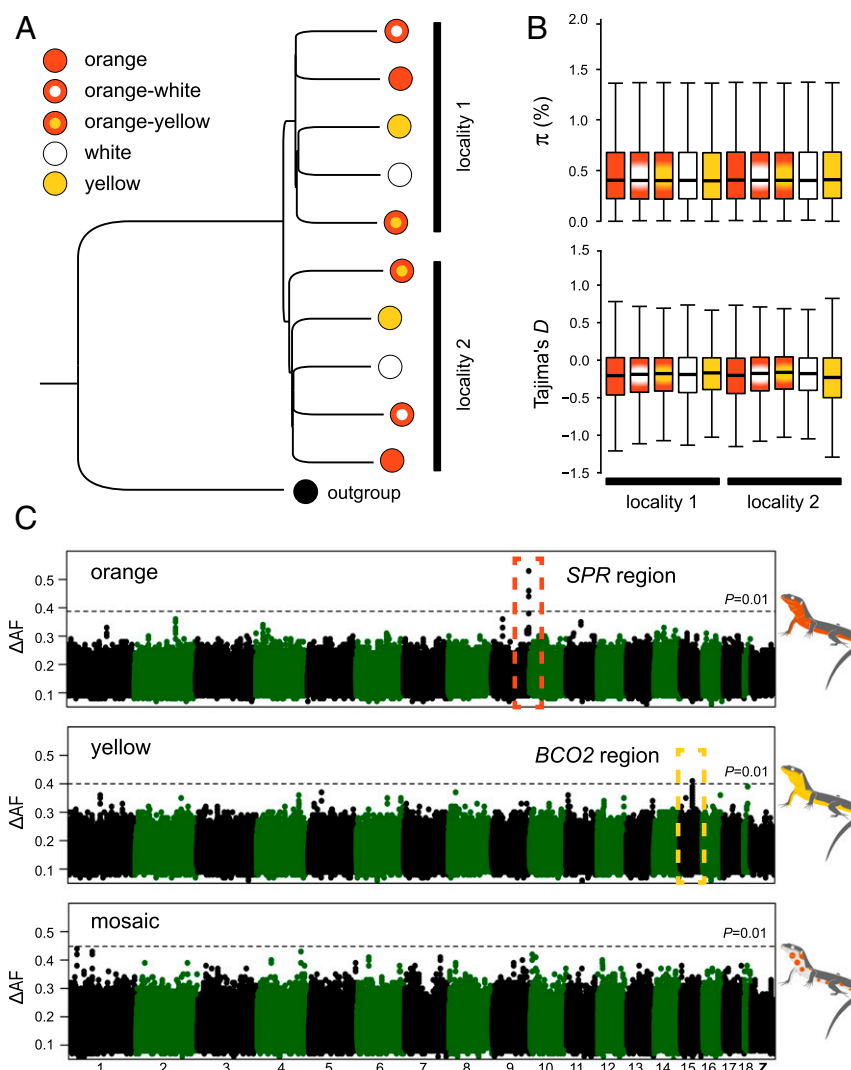 A
orange
orange-white
orange-yellow
white
yellow
locality 1
locality 2
outgroup
B
π (%)
2.0
1.5
1.0
0.5
0.0
Tajima's D
1.5
1.0
0.5
−0.0
−0.5
−1.0
−1.5
locality 1
locality 2
C
orange
SPR region
P=0.01
ΔAF
0.5
0.4
0.3
0.2
0.1
yellow
BCO2 region
P=0.01
ΔAF
0.5
0.4
0.3
0.2
0.1
mosaic
P=0.01
ΔAF
0.5
0.4
0.3
0.2
0.1
1 2 3 4 5 6 7 8 9 10 11 12 13 14 15 16 17 18 Z